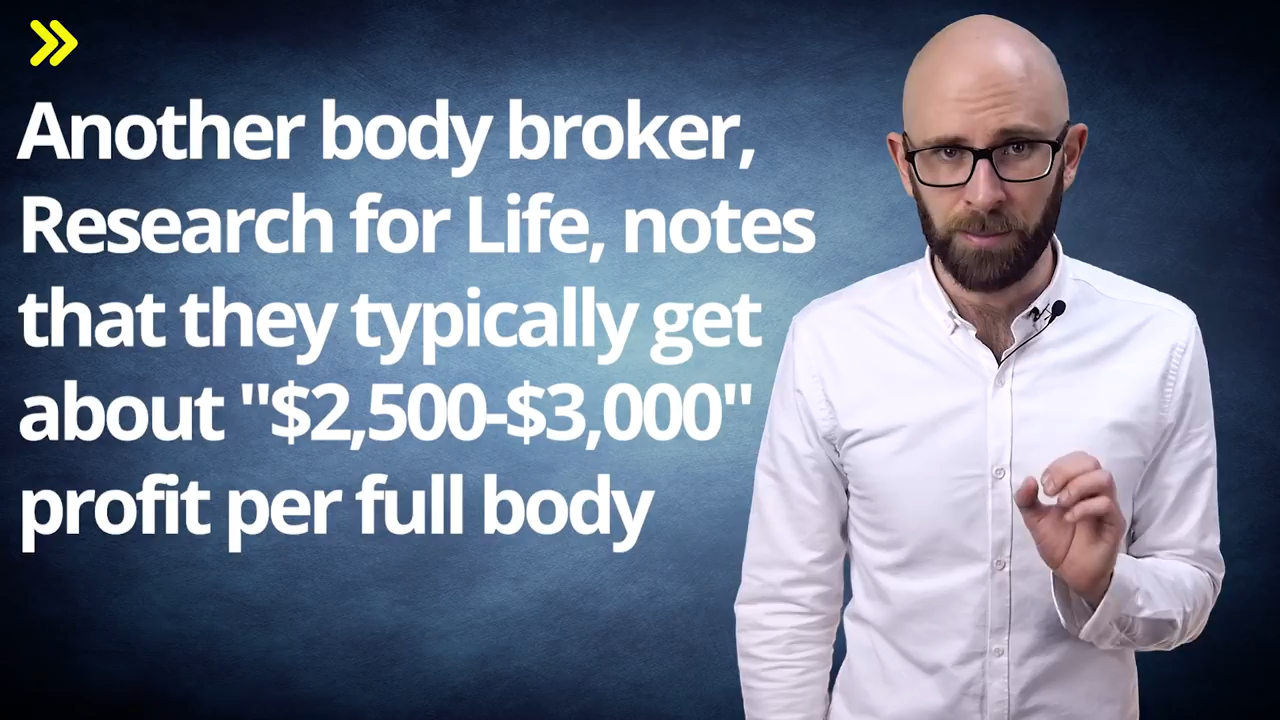 Another body broker,
Research for Life, notes
that they typically get
about "$2,500-$3,000"
profit per full body